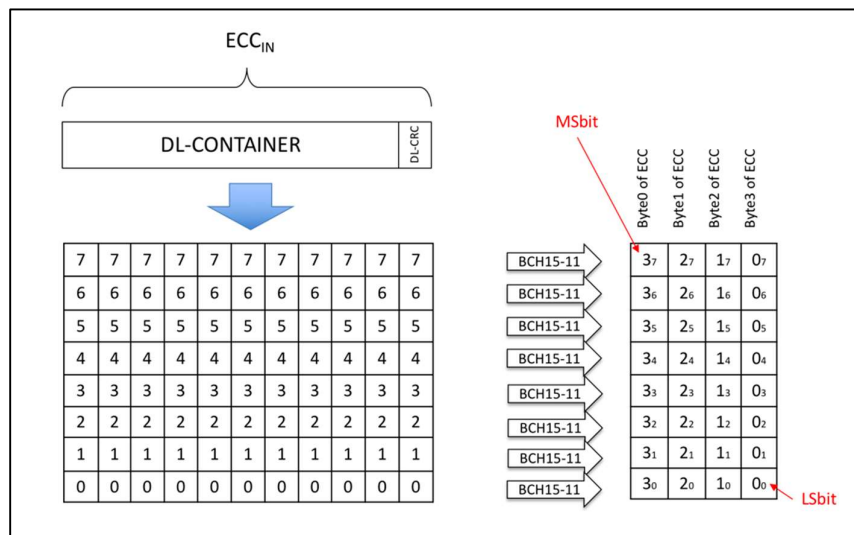 ECC_IN
MSbit
DL-CONTAINER
DL-CRC
Byte0 of ECC
Byte1 of ECC
Byte2 of ECC
Byte3 of ECC
7 7 7 7 7 7 7 7 7 7 7 BCH15-11 3₇ 2₇ 1₇ 0₇
6 6 6 6 6 6 6 6 6 6 6 BCH15-11 3₆ 2₆ 1₆ 0₆
5 5 5 5 5 5 5 5 5 5 5 BCH15-11 3₅ 2₅ 1₅ 0₅
4 4 4 4 4 4 4 4 4 4 4 BCH15-11 3₄ 2₄ 1₄ 0₄
3 3 3 3 3 3 3 3 3 3 3 BCH15-11 3₃ 2₃ 1₃ 0₃
2 2 2 2 2 2 2 2 2 2 2 BCH15-11 3₂ 2₂ 1₂ 0₂
1 1 1 1 1 1 1 1 1 1 1 BCH15-11 3₁ 2₁ 1₁ 0₁
0 0 0 0 0 0 0 0 0 0 0 BCH15-11 3₀ 2₀ 1₀ 0₀
LSbit